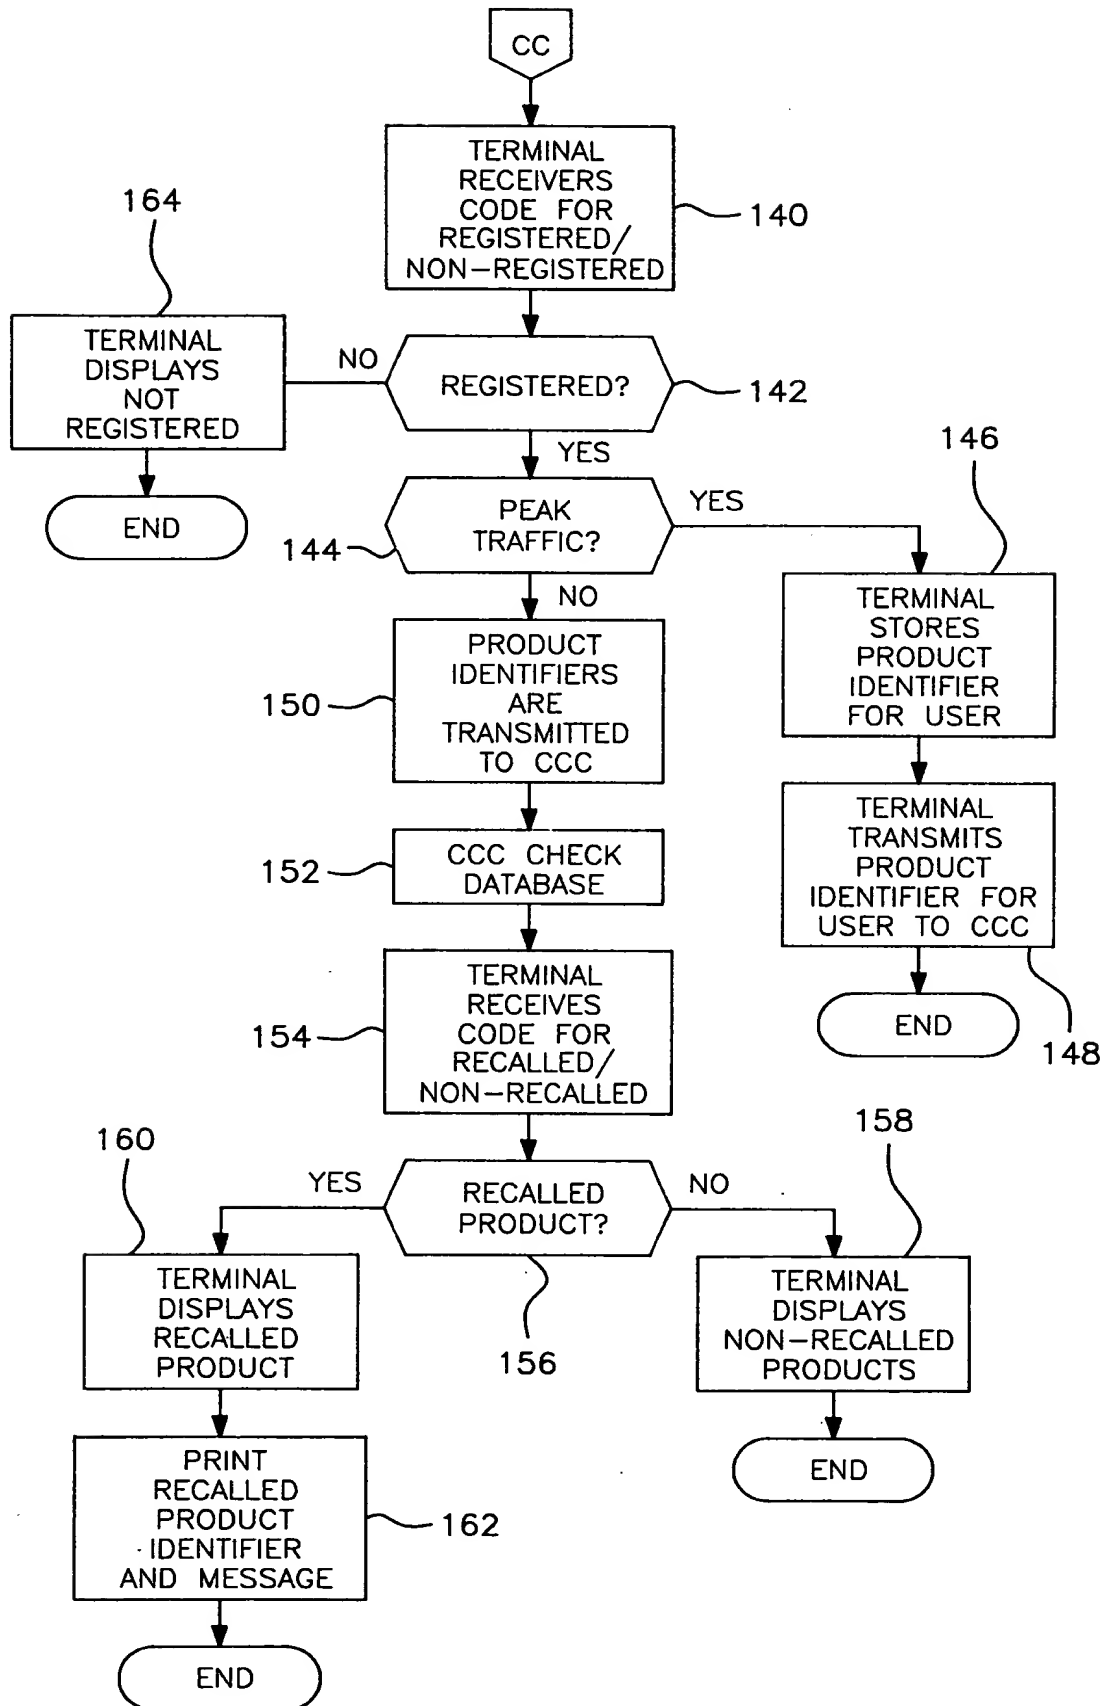 CC
TERMINAL
RECEIVERS
CODE FOR
REGISTERED/
NON-REGISTERED
140
164
TERMINAL
DISPLAYS
NOT
REGISTERED
NO
REGISTERED?
142
YES
END
PEAK
TRAFFIC?
144
YES
146
NO
TERMINAL
STORES
PRODUCT
IDENTIFIER
FOR USER
PRODUCT
IDENTIFIERS
ARE
TRANSMITTED
TO CCC
150
TERMINAL
TRANSMITS
PRODUCT
IDENTIFIER FOR
USER TO CCC
148
END
CCC CHECK
DATABASE
152
TERMINAL
RECEIVES
CODE FOR
RECALLED/
NON-RECALLED
154
160
YES
RECALLED
PRODUCT?
156
NO
158
TERMINAL
DISPLAYS
RECALLED
PRODUCT
TERMINAL
DISPLAYS
NON-RECALLED
PRODUCTS
END
PRINT
RECALLED
PRODUCT
IDENTIFIER
AND MESSAGE
162
END